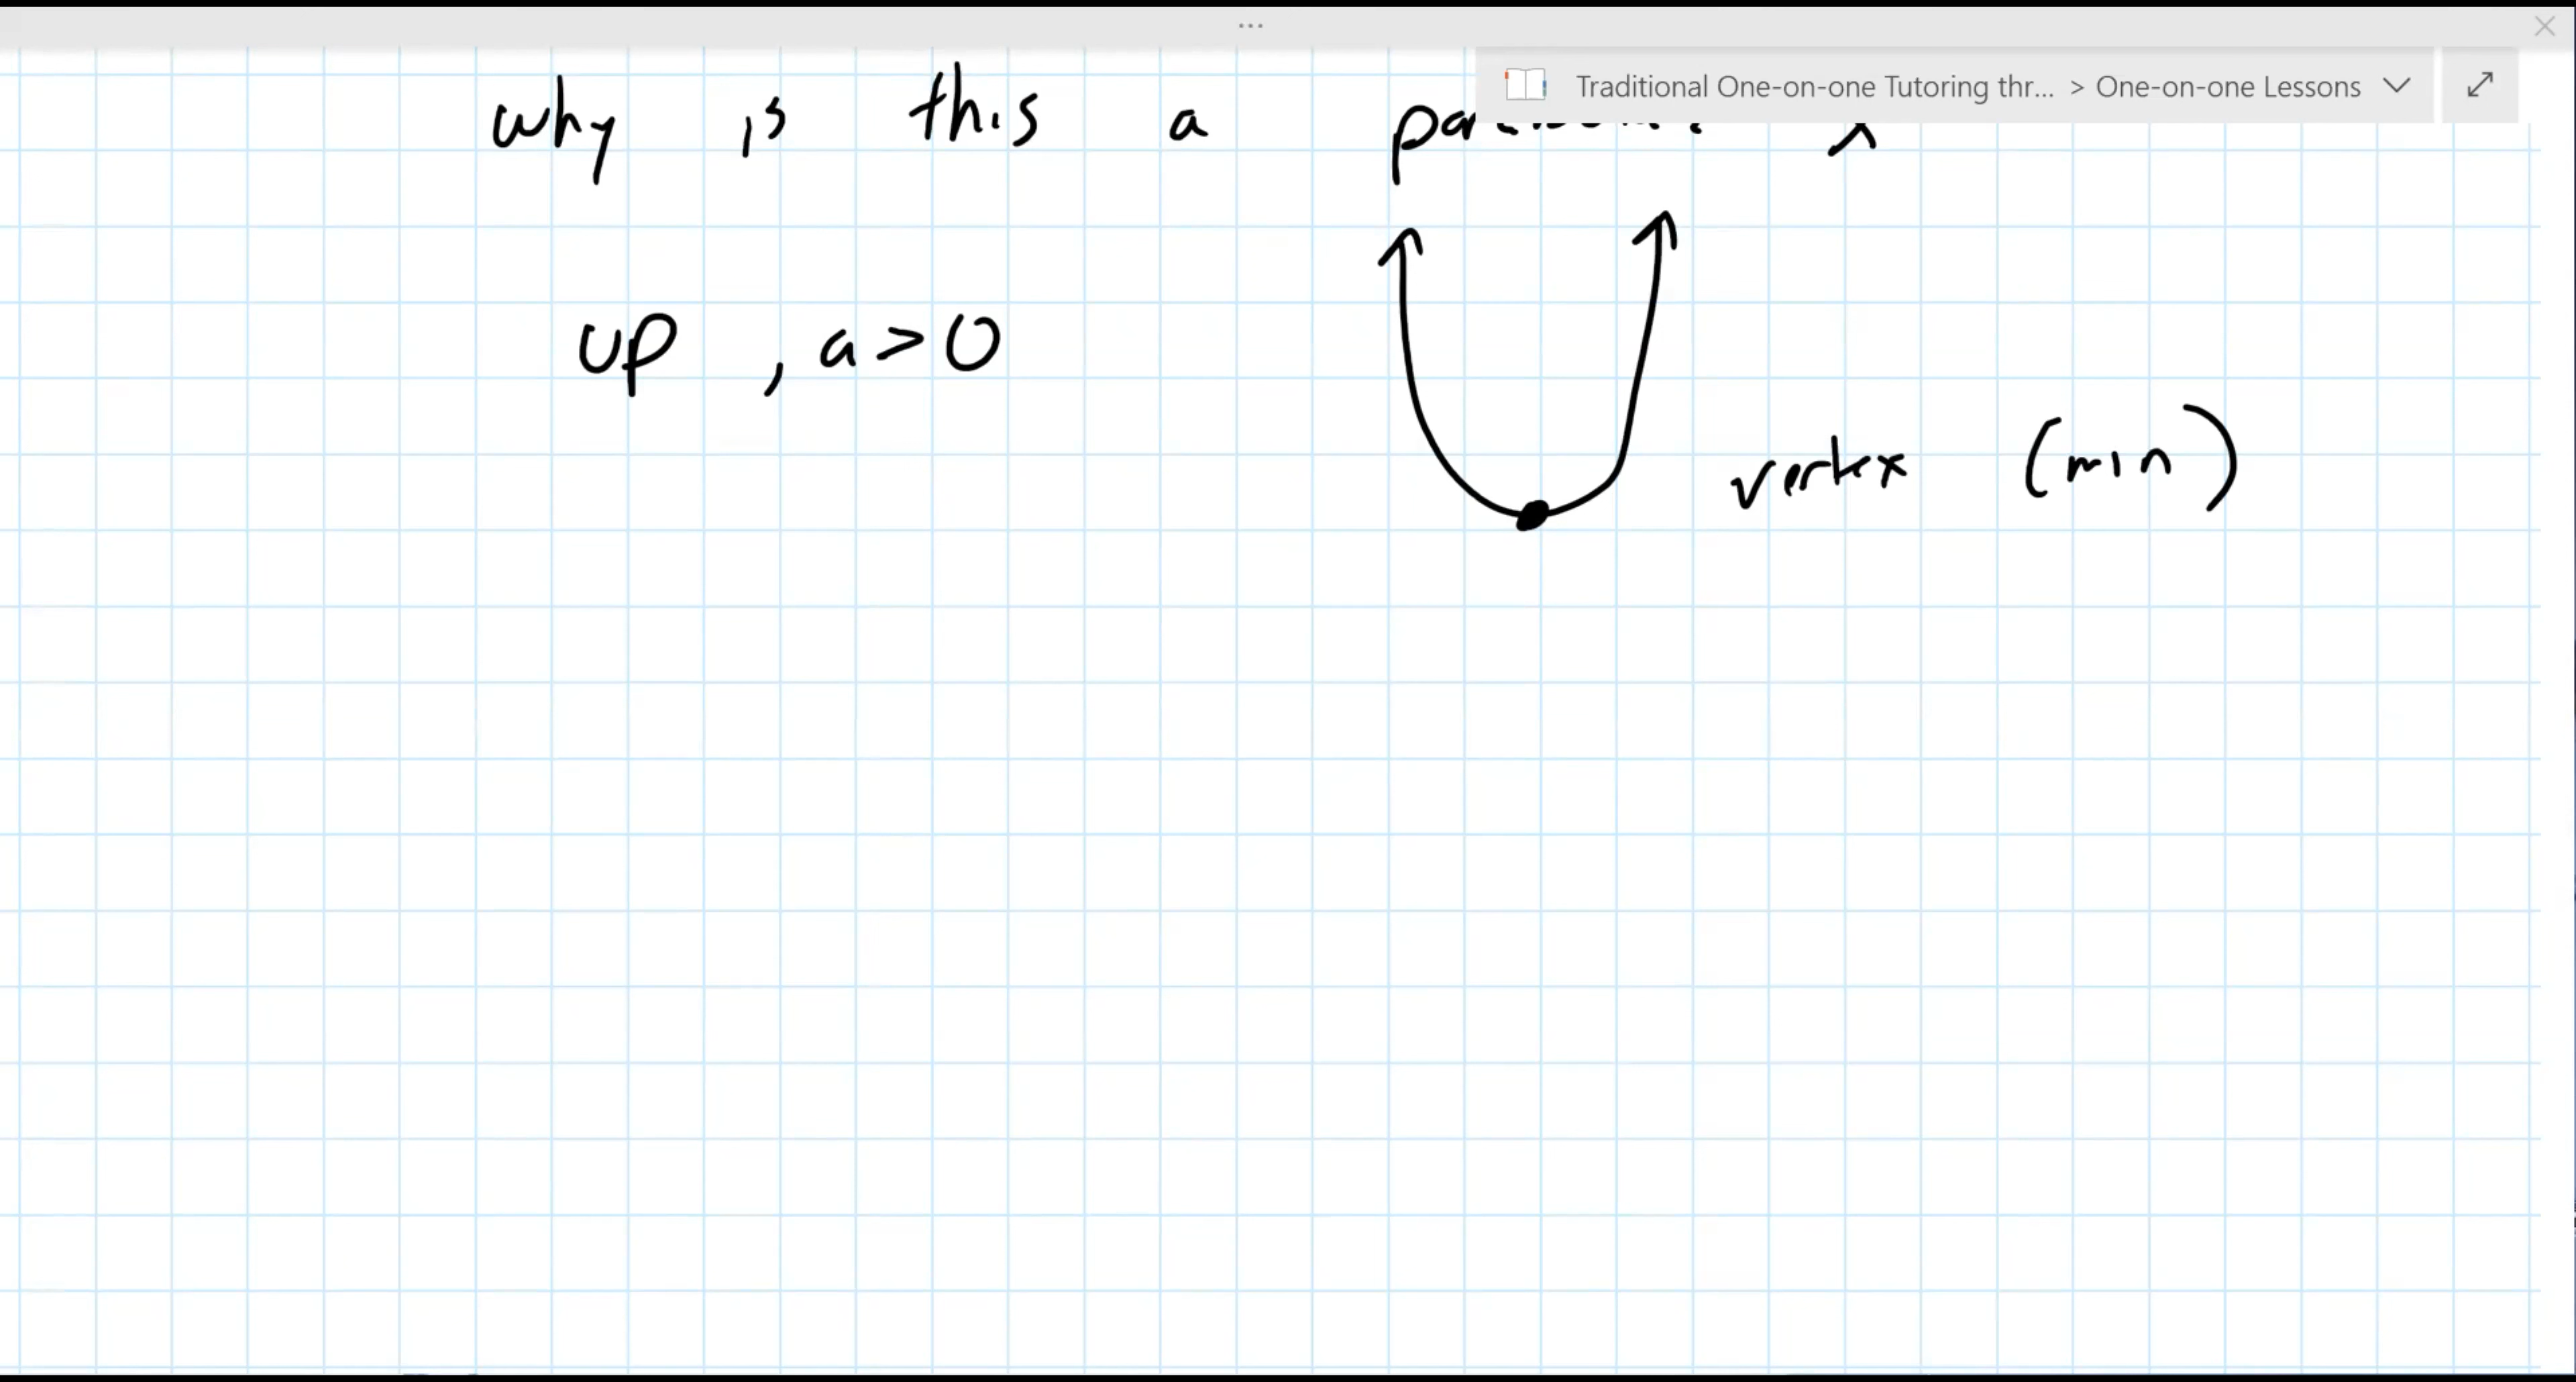 ...
Traditional One-on-one Tutoring thr... > One-on-one Lessons
why is this a
up , a > 0
vertex (min)